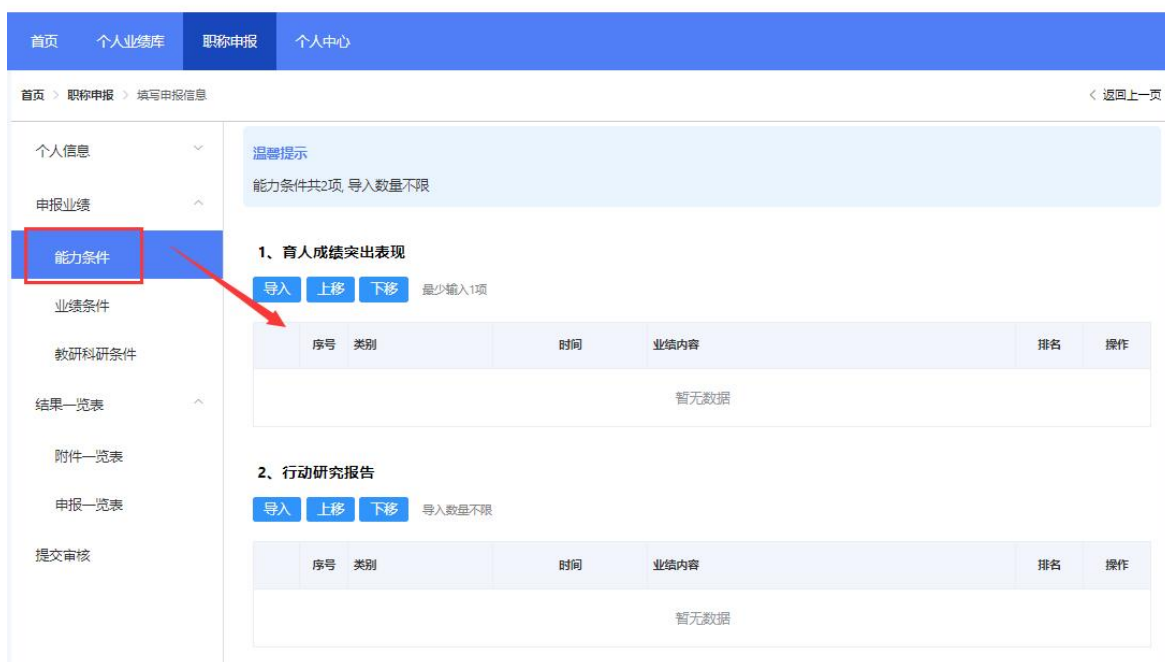 首页 个人业绩库 职称申报 个人中心
首页 > 职称申报 > 填写申报信息 < 返回上一页
个人信息
申报业绩
能力条件
业绩条件
教研科研条件
结果一览表
附件一览表
申报一览表
提交审核
温馨提示
能力条件共2项, 导入数量不限
1、育人成绩突出表现
导入 上移 下移 最少输入1项
序号 类别 时间 业绩内容 排名 操作
暂无数据
2、行动研究报告
导入 上移 下移 导入数量不限
序号 类别 时间 业绩内容 排名 操作
暂无数据